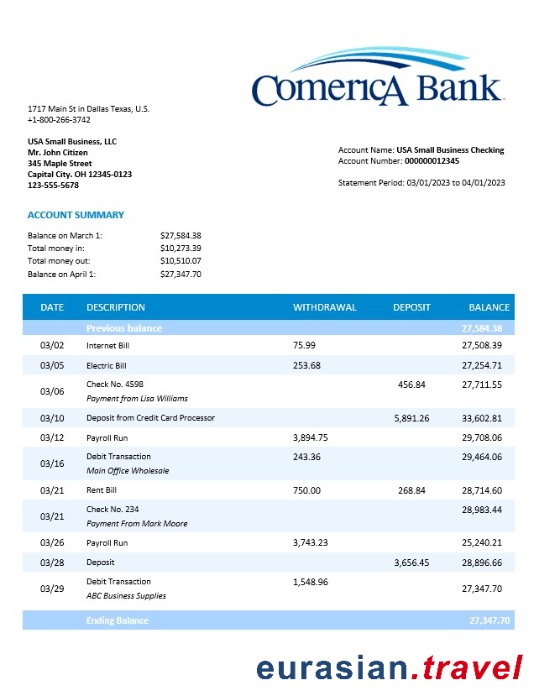 ComericA Bank
1717 Main St in Dallas Texas, U.S.
+1-800-266-3742
USA Small Business, LLC
Mr. John Citizen
345 Maple Street
Capital City. OH 12345-0123
123-555-5678
Account Name: USA Small Business Checking
Account Number: 000000012345
Statement Period: 03/01/2023 to 04/01/2023
ACCOUNT SUMMARY
Balance on March 1: $27,584.38
Total money in: $10,273.39
Total money out: $10,510.07
Balance on April 1: $27,347.70
DATE DESCRIPTION WITHDRAWAL DEPOSIT BALANCE
Previous balance 27,584.38
03/02 Internet Bill 75.99 27,508.39
03/05 Electric Bill 253.68 27,254.71
03/06 Check No. 4598 456.84 27,711.55
Payment from Lisa Williams
03/10 Deposit from Credit Card Processor 5,891.26 33,602.81
03/12 Payroll Run 3,894.75 29,708.06
03/16 Debit Transaction 243.36 29,464.06
Main Office Wholesale
03/21 Rent Bill 750.00 268.84 28,714.60
03/21 Check No. 234 28,983.44
Payment From Mark Moore
03/26 Payroll Run 3,743.23 25,240.21
03/28 Deposit 3,656.45 28,896.66
03/29 Debit Transaction 1,548.96 27,347.70
ABC Business Supplies
Ending Balance 27,347.70
eurasian.travel